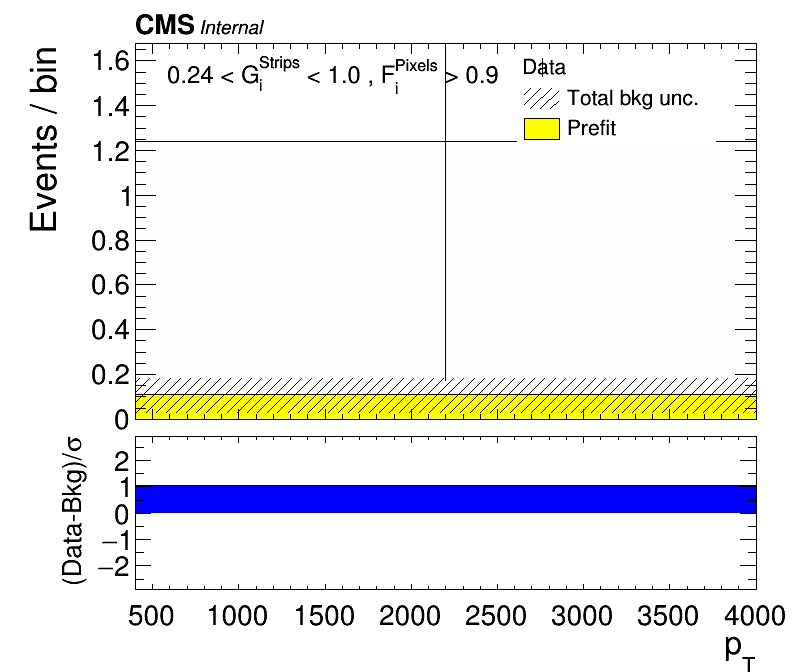 CMS Internal
Events / bin
1.6
1.4
1.2
1
0.8
0.6
0.4
0.2
0
0.24 < G_i^Strips < 1.0 , F_i^Pixels > 0.9
Data
Total bkg unc.
Prefit
(Data-Bkg)/σ
2
1
0
−1
−2
500 1000 1500 2000 2500 3000 3500 4000
p_T